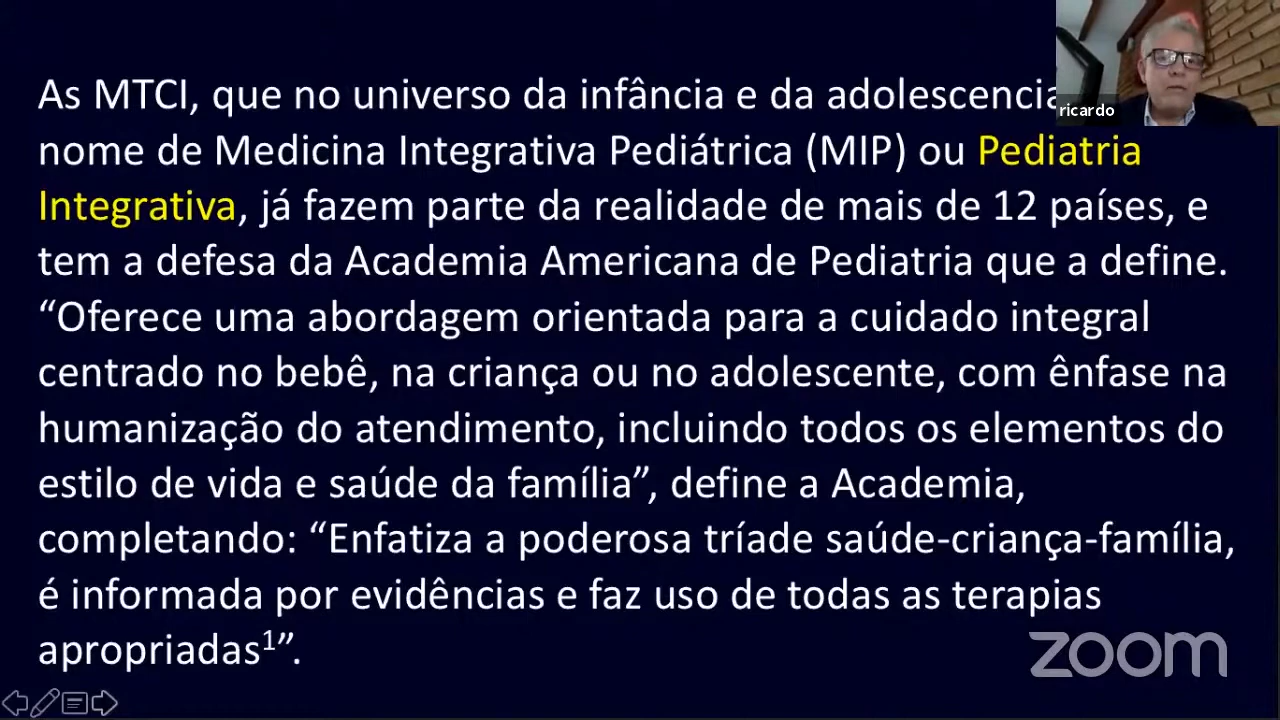 As MTCI, que no universo da infância e da adolescencia
nome de Medicina Integrativa Pediátrica (MIP) ou Pediatria
Integrativa, já fazem parte da realidade de mais de 12 países, e
tem a defesa da Academia Americana de Pediatria que a define.
“Oferece uma abordagem orientada para a cuidado integral
centrado no bebê, na criança ou no adolescente, com ênfase na
humanização do atendimento, incluindo todos os elementos do
estilo de vida e saúde da família”, define a Academia,
completando: “Enfatiza a poderosa tríade saúde-criança-família,
é informada por evidências e faz uso de todas as terapias
apropriadas¹”.
ricardo
zoom